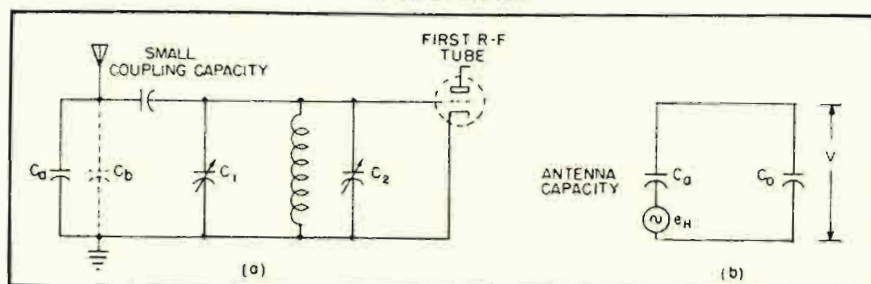 SMALL
COUPLING CAPACITY
FIRST R-F
TUBE
Ca
Cb
C1
C2
(a)
ANTENNA
CAPACITY
Ca
eH
Co
V
(b)